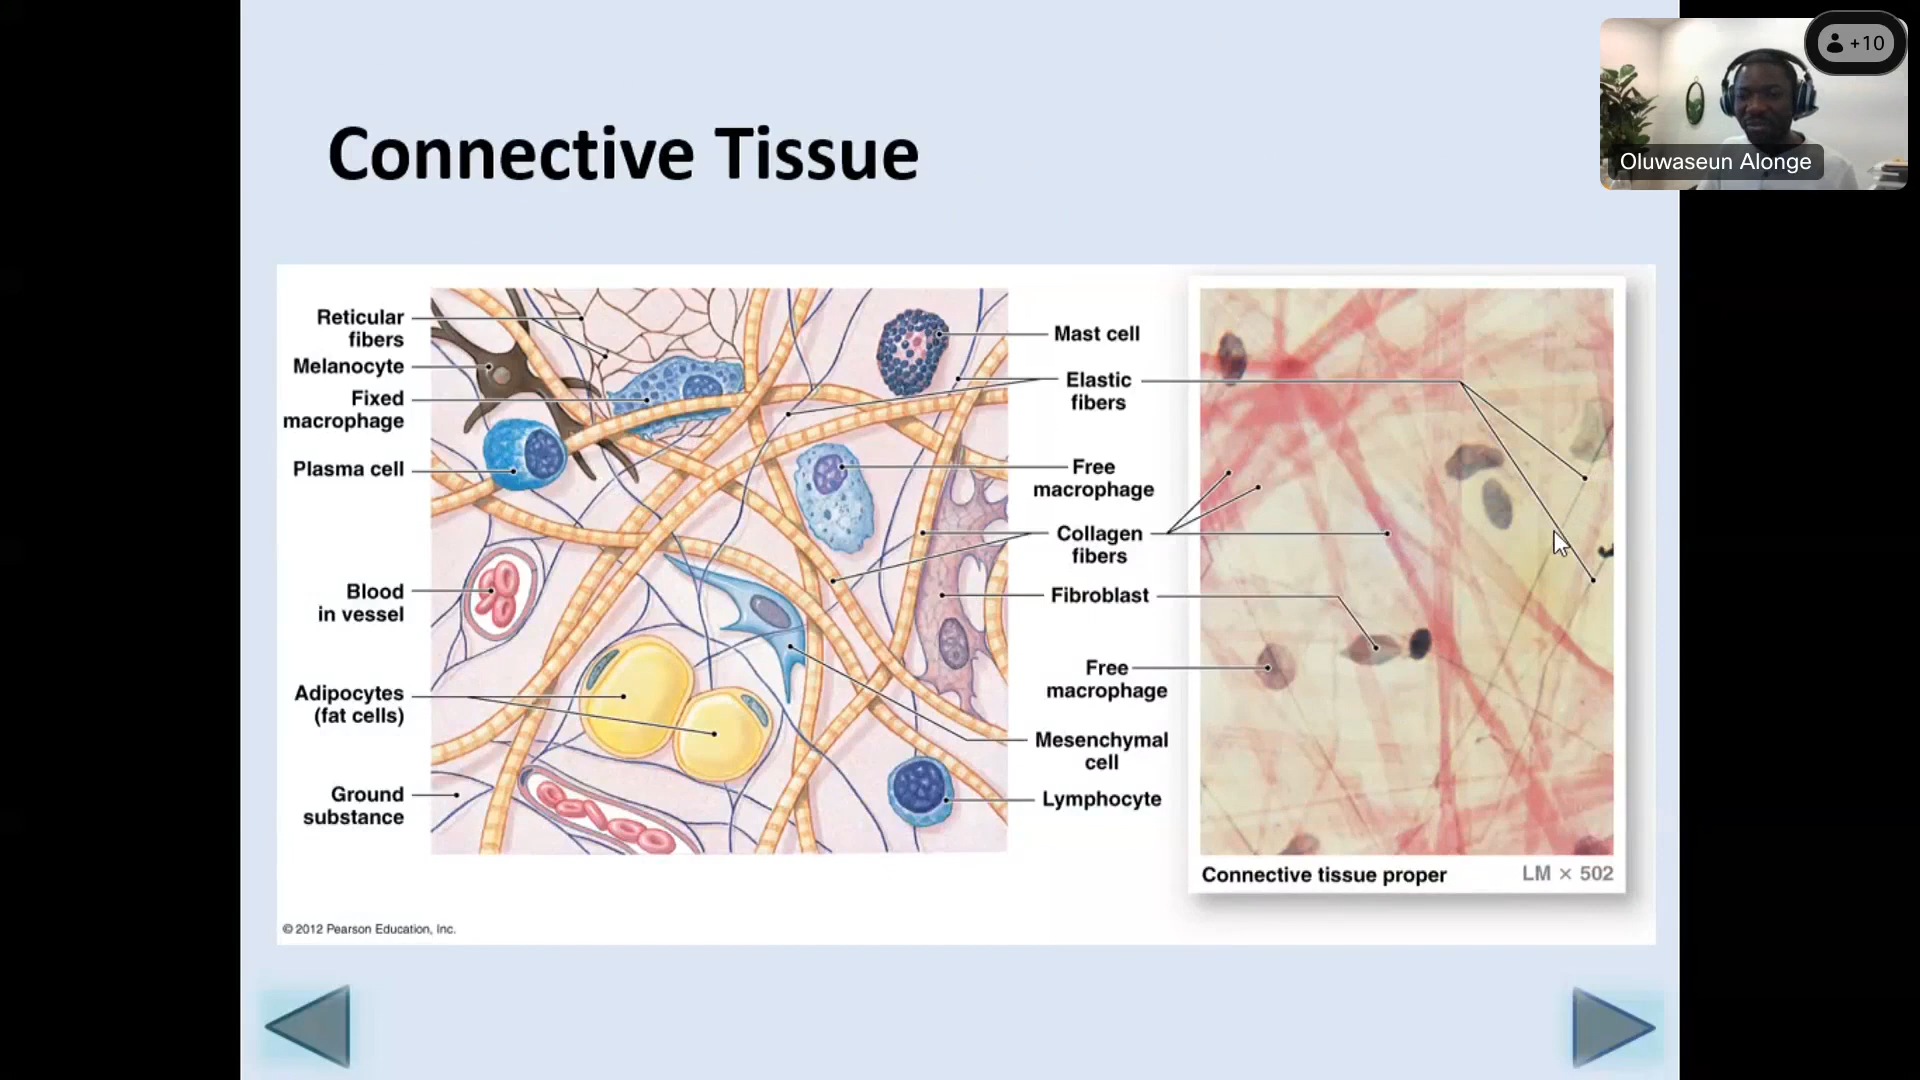 +10
Oluwaseun Alonge
Connective Tissue
Reticular
fibers
Melanocyte
Fixed
macrophage
Plasma cell
Blood
in vessel
Adipocytes
(fat cells)
Ground
substance
Mast cell
Elastic
fibers
Free
macrophage
Collagen
fibers
Fibroblast
Free
macrophage
Mesenchymal
cell
Lymphocyte
Connective tissue proper
LM × 502
© 2012 Pearson Education, Inc.